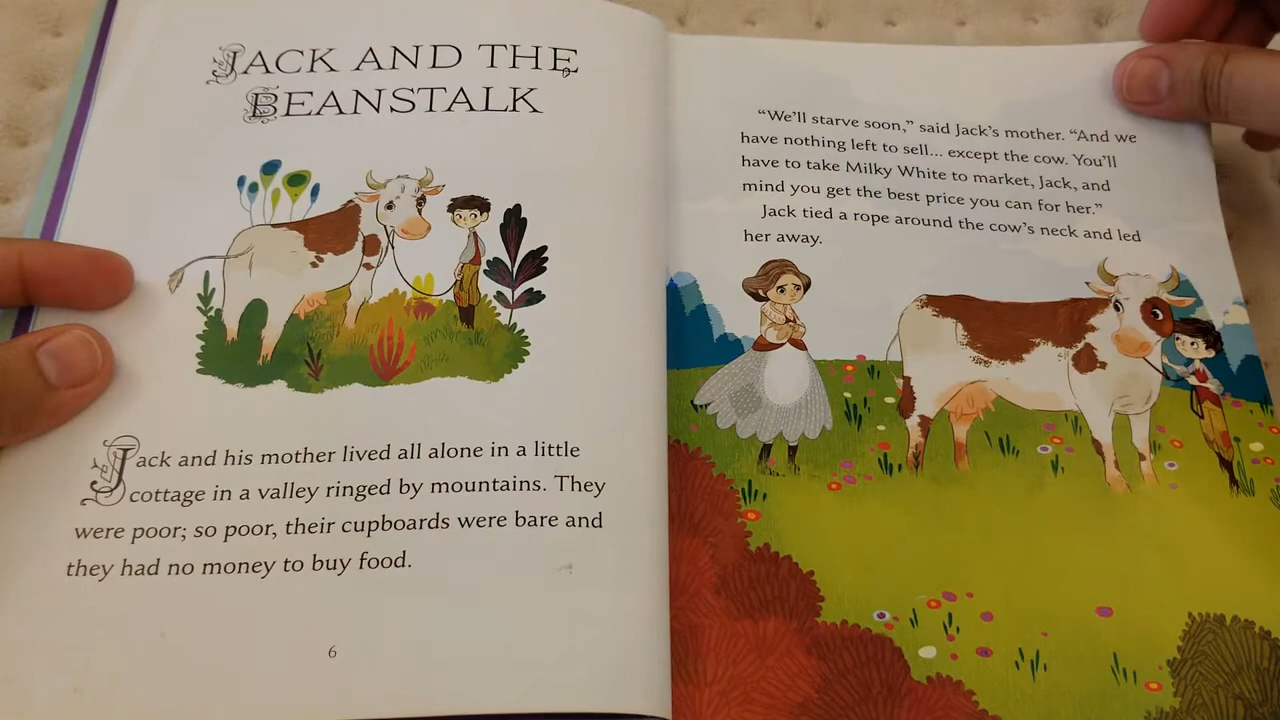 JACK AND THE
BEANSTALK
Jack and his mother lived all alone in a little
cottage in a valley ringed by mountains. They
were poor; so poor, their cupboards were bare and
they had no money to buy food.
6
“We’ll starve soon,” said Jack’s mother. “And we
have nothing left to sell... except the cow. You’ll
have to take Milky White to market, Jack, and
mind you get the best price you can for her.”
Jack tied a rope around the cow’s neck and led
her away.